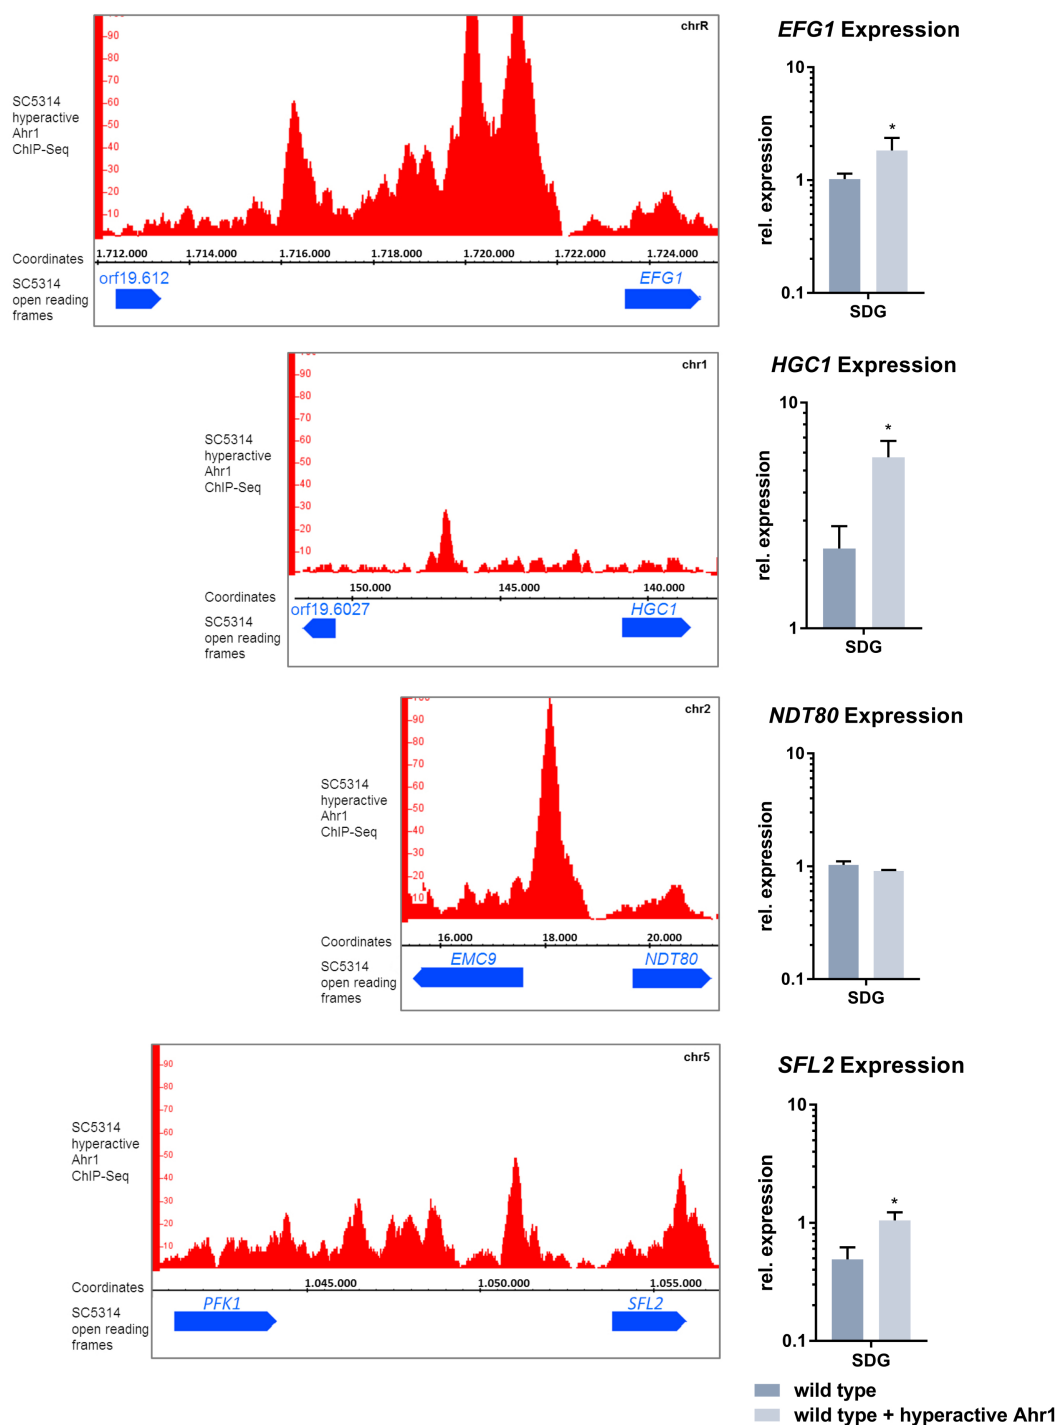 chrR
EFG1 Expression
100
90
80
70
60
50
40
30
20
10
SC5314
hyperactive
Ahr1
ChIP-Seq
Coordinates
1.712.000 1.714.000 1.716.000 1.718.000 1.720.000 1.722.000 1.724.000
SC5314
open reading
frames
orf19.612 EFG1
rel. expression
10
1
0.1
*
SDG
chr1
HGC1 Expression
90
80
70
60
50
40
30
20
10
SC5314
hyperactive
Ahr1
ChIP-Seq
Coordinates
150.000 145.000 140.000
SC5314
open reading
frames
orf19.6027 HGC1
rel. expression
10
1
*
SDG
chr2
NDT80 Expression
90
80
70
60
50
40
30
20
10
SC5314
hyperactive
Ahr1
ChIP-Seq
Coordinates
16.000 18.000 20.000
SC5314
open reading
frames
EMC9 NDT80
rel. expression
10
1
0.1
SDG
chr5
SFL2 Expression
90
80
70
60
50
40
30
20
10
SC5314
hyperactive
Ahr1
ChIP-Seq
Coordinates
1.045.000 1.050.000 1.055.000
SC5314
open reading
frames
PFK1 SFL2
rel. expression
10
1
0.1
*
SDG
wild type
wild type + hyperactive Ahr1